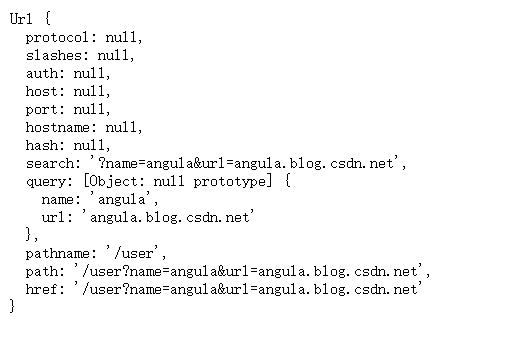 Url {
  protocol: null,
  slashes: null,
  auth: null,
  host: null,
  port: null,
  hostname: null,
  hash: null,
  search: '?name=angula&url=angula.blog.csdn.net',
  query: [Object: null prototype] {
    name: 'angula',
    url: 'angula.blog.csdn.net'
  },
  pathname: '/user',
  path: '/user?name=angula&url=angula.blog.csdn.net',
  href: '/user?name=angula&url=angula.blog.csdn.net'
}